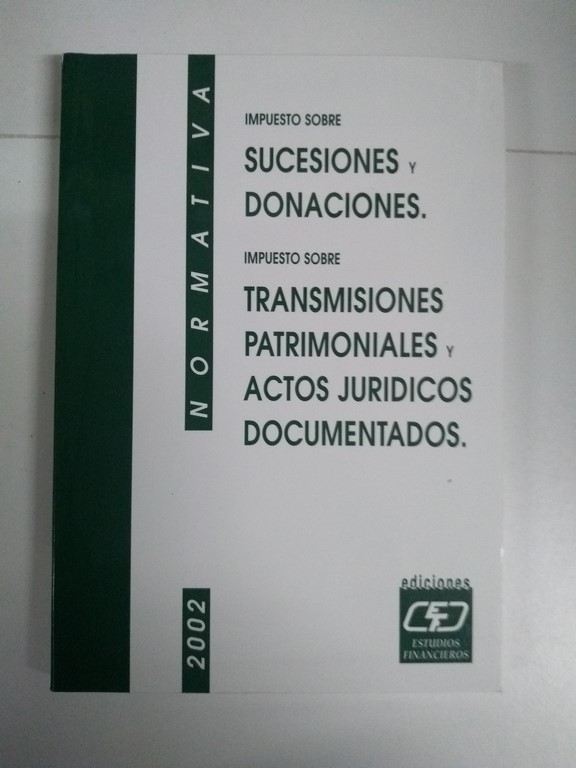 NORMATIVA
IMPUESTO SOBRE
SUCESIONES Y
DONACIONES.
IMPUESTO SOBRE
TRANSMISIONES
PATRIMONIALES Y
ACTOS JURIDICOS
DOCUMENTADOS.
2002
ediciones
CEF
ESTUDIOS
FINANCIEROS